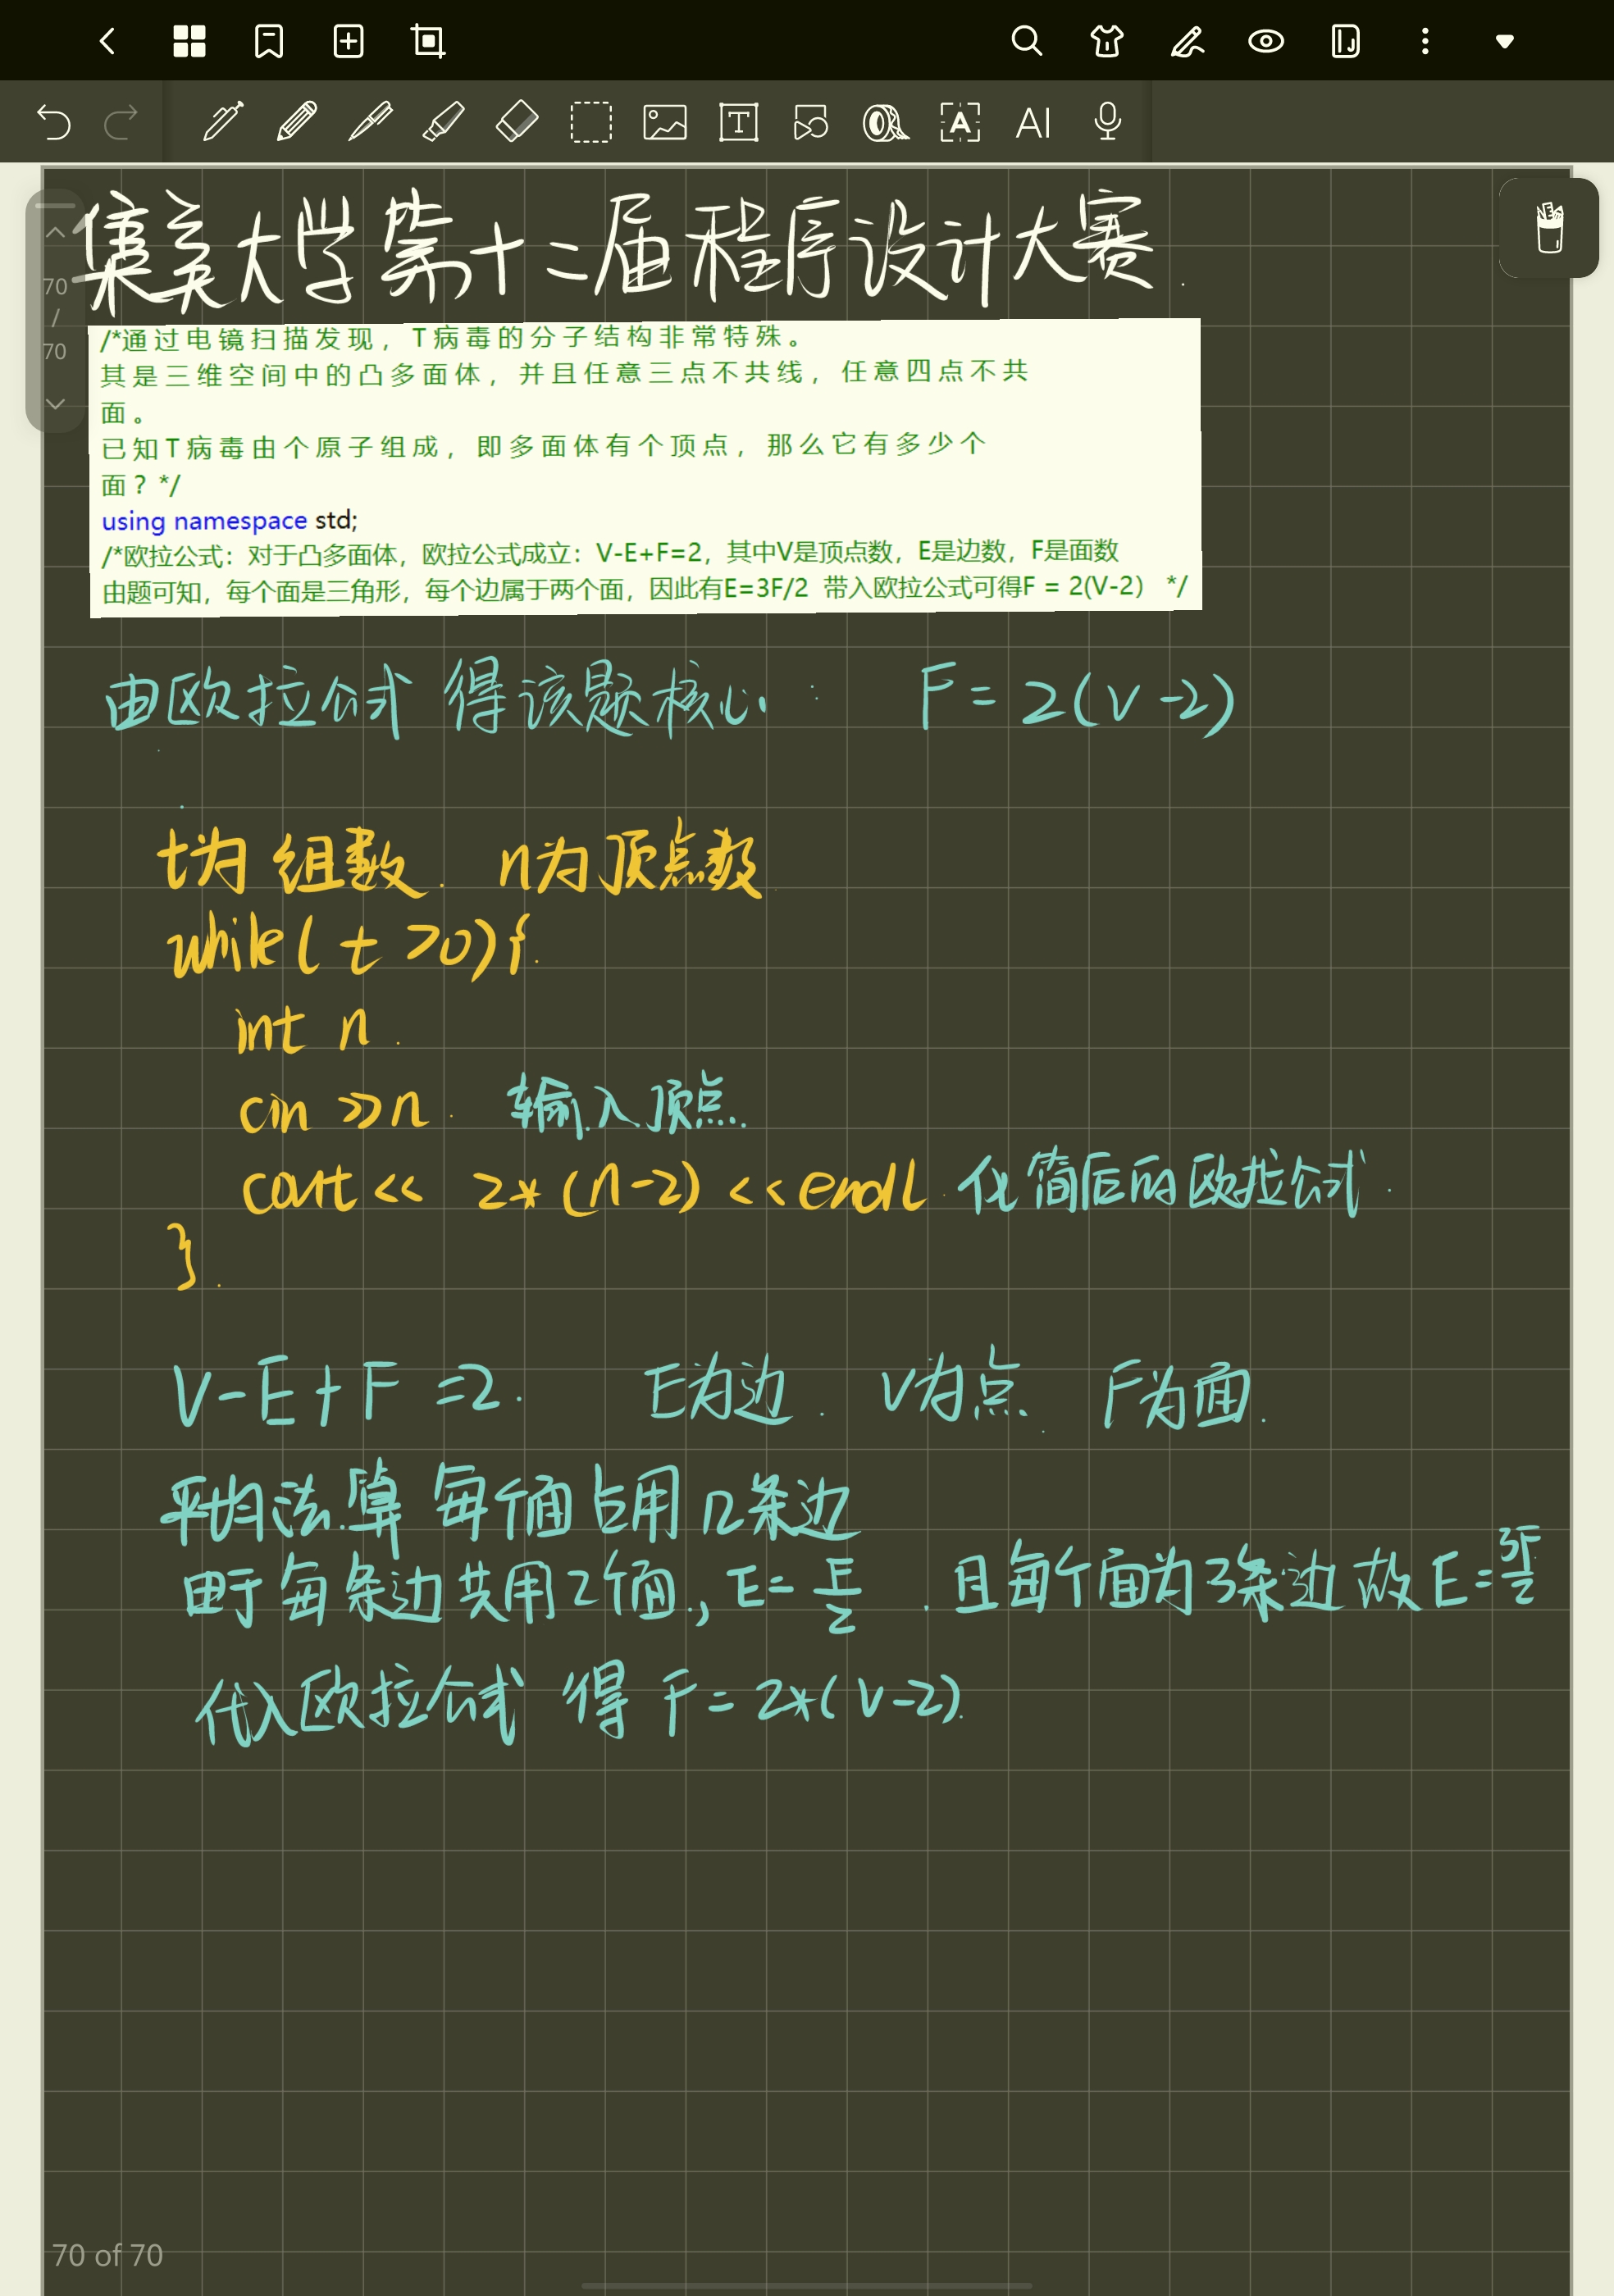 集美大学第十二届程序设计大赛.
70
/
70
/*通过电镜扫描发现，T病毒的分子结构非常特殊。
其是三维空间中的凸多面体，并且任意三点不共线，任意四点不共
面。
已知T病毒由个原子组成，即多面体有个顶点，那么它有多少个
面？*/
using namespace std;
/*欧拉公式：对于凸多面体，欧拉公式成立：V-E+F=2，其中V是顶点数，E是边数，F是面数
由题可知，每个面是三角形，每个边属于两个面，因此有E=3F/2 带入欧拉公式可得F = 2(V-2） */
由欧拉公式 得该题核心： F = 2(V-2)
t为组数. n为顶点数.
while(t>0){.
int n.
cin >>n. 输入顶点.
cout << 2*(n-2) <<endl. 化简后的欧拉公式.
}.
V-E+F=2. E为边. V为点. F为面.
平均法.算 每个面占用n条边
由于每条边共用2个面., E=F/2 .且每个面为3条边 故E=3F/2
代入欧拉公式 得 F=2*(V-2).
70 of 70